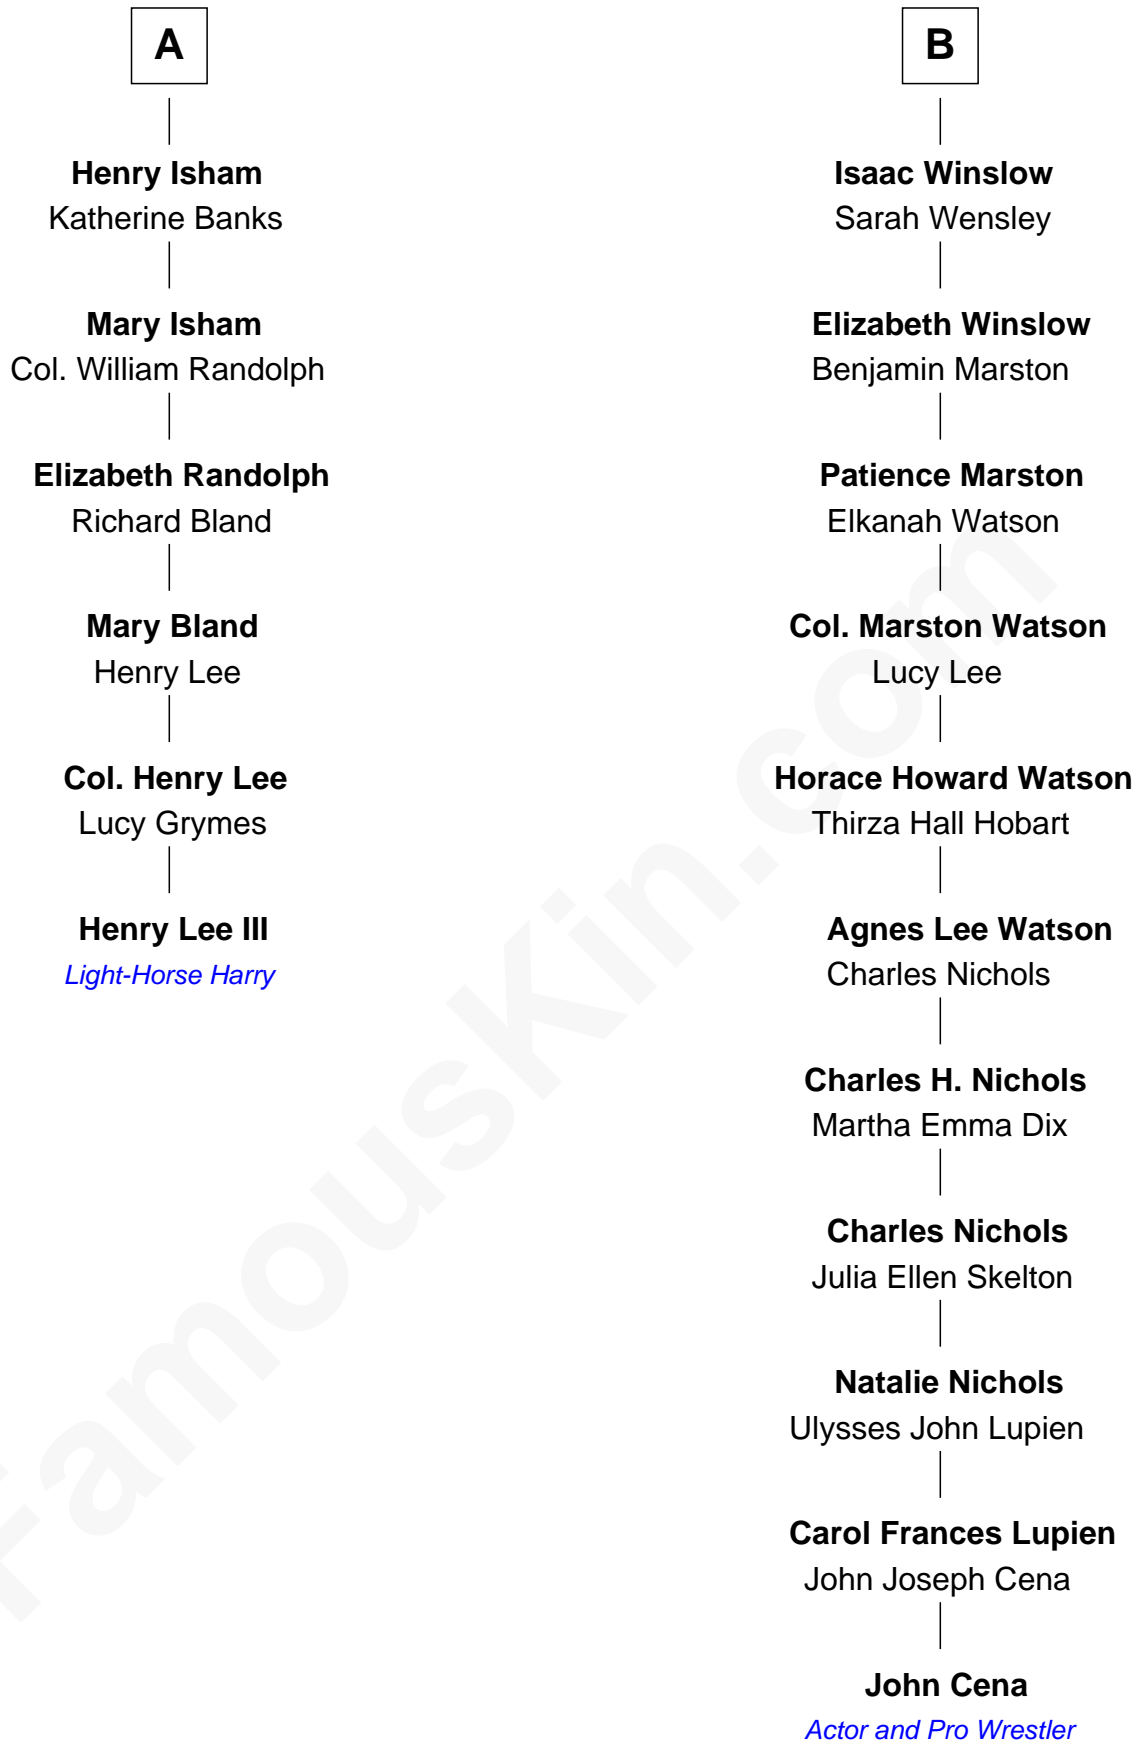 A
Henry Isham
Katherine Banks
Mary Isham
Col. William Randolph
Elizabeth Randolph
Richard Bland
Mary Bland
Henry Lee
Col. Henry Lee
Lucy Grymes
Henry Lee III
Light-Horse Harry
B
Isaac Winslow
Sarah Wensley
Elizabeth Winslow
Benjamin Marston
Patience Marston
Elkanah Watson
Col. Marston Watson
Lucy Lee
Horace Howard Watson
Thirza Hall Hobart
Agnes Lee Watson
Charles Nichols
Charles H. Nichols
Martha Emma Dix
Charles Nichols
Julia Ellen Skelton
Natalie Nichols
Ulysses John Lupien
Carol Frances Lupien
John Joseph Cena
John Cena
Actor and Pro Wrestler
FamousKin.com